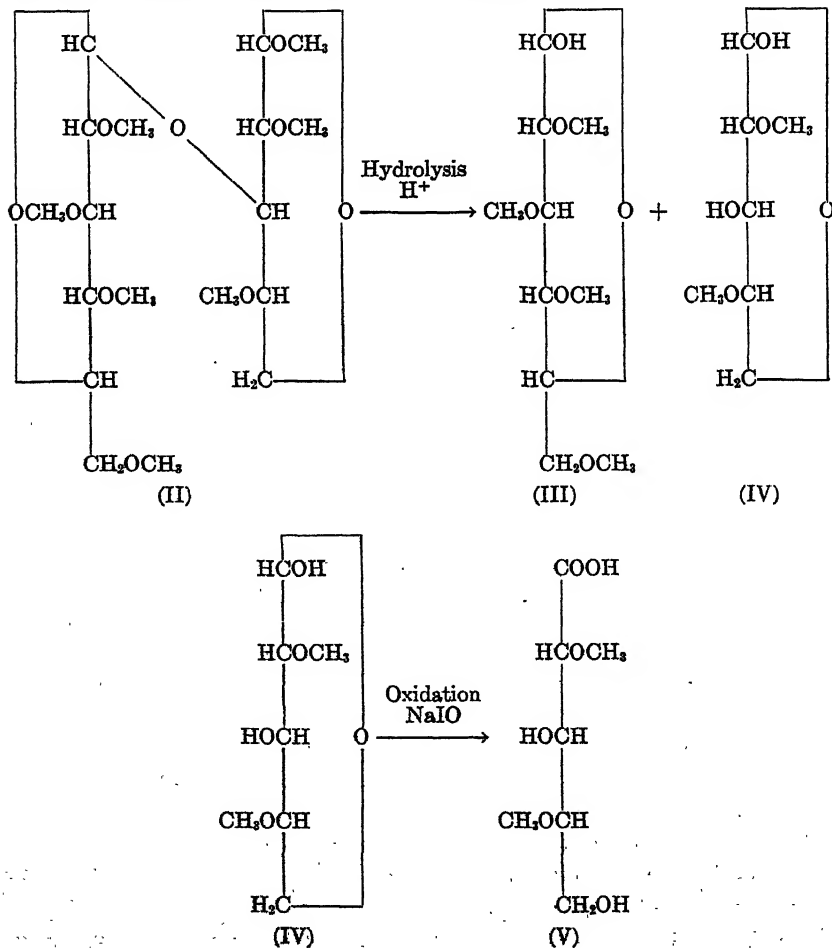 HC HCOCH₃ HCOH HCOH
HCOCH₃ O HCOCH₃ HCOCH₃ HCOCH₃
Hydrolysis
H⁺
OCH₃OCH CH O CH₃OCH O + HOCH O
HCOCH₃ CH₃OCH HCOCH₃ CH₃OCH
CH H₂C HC H₂C
CH₂OCH₃ CH₂OCH₃
(II) (III) (IV)
HCOH COOH
HCOCH₃ HCOCH₃
Oxidation
NaIO
HOCH O HOCH
CH₃OCH CH₃OCH
H₂C CH₂OH
(IV) (V)